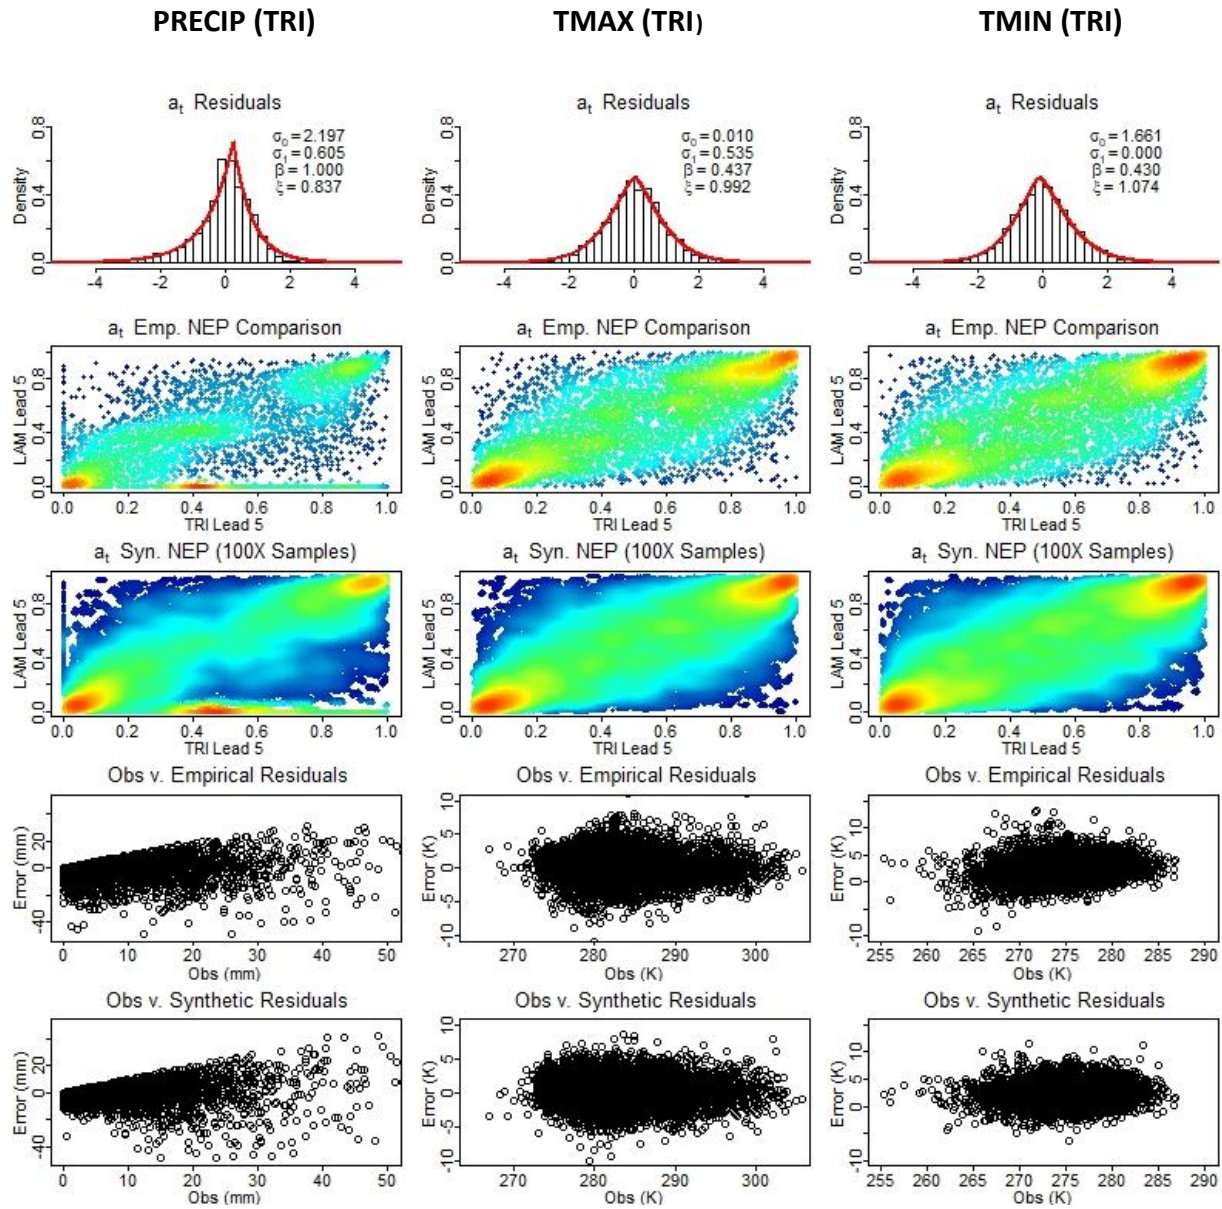 PRECIP (TRI) TMAX (TRI) TMIN (TRI)
aₜ Residuals aₜ Residuals aₜ Residuals
Density
0.0 0.4 0.8
σ₀ = 2.197
σ₁ = 0.605
β = 1.000
ξ = 0.837
-4 -2 0 2 4
Density
0.0 0.4 0.8
σ₀ = 0.010
σ₁ = 0.535
β = 0.437
ξ = 0.992
-4 -2 0 2 4
Density
0.0 0.4 0.8
σ₀ = 1.661
σ₁ = 0.000
β = 0.430
ξ = 1.074
-4 -2 0 2 4
aₜ Emp. NEP Comparison aₜ Emp. NEP Comparison aₜ Emp. NEP Comparison
LAM Lead 5
0.0 0.4 0.8
0.0 0.2 0.4 0.6 0.8 1.0
TRI Lead 5
LAM Lead 5
0.0 0.4 0.8
0.0 0.2 0.4 0.6 0.8 1.0
TRI Lead 5
LAM Lead 5
0.0 0.4 0.8
0.0 0.2 0.4 0.6 0.8 1.0
TRI Lead 5
aₜ Syn. NEP (100X Samples) aₜ Syn. NEP (100X Samples) aₜ Syn. NEP (100X Samples)
LAM Lead 5
0.0 0.4 0.8
0.0 0.2 0.4 0.6 0.8 1.0
TRI Lead 5
LAM Lead 5
0.0 0.4 0.8
0.0 0.2 0.4 0.6 0.8 1.0
TRI Lead 5
LAM Lead 5
0.0 0.4 0.8
0.0 0.2 0.4 0.6 0.8 1.0
TRI Lead 5
Obs v. Empirical Residuals Obs v. Empirical Residuals Obs v. Empirical Residuals
Error (mm)
-40 0 20
0 10 20 30 40 50
Obs (mm)
Error (K)
-10 -5 0 5 10
270 280 290 300
Obs (K)
Error (K)
-10 0 5 10
255 260 265 270 275 280 285 290
Obs (K)
Obs v. Synthetic Residuals Obs v. Synthetic Residuals Obs v. Synthetic Residuals
Error (mm)
-40 0 20
0 10 20 30 40 50
Obs (mm)
Error (K)
-10 -5 0 5 10
270 280 290 300
Obs (K)
Error (K)
-10 0 5 10
255 260 265 270 275 280 285 290
Obs (K)